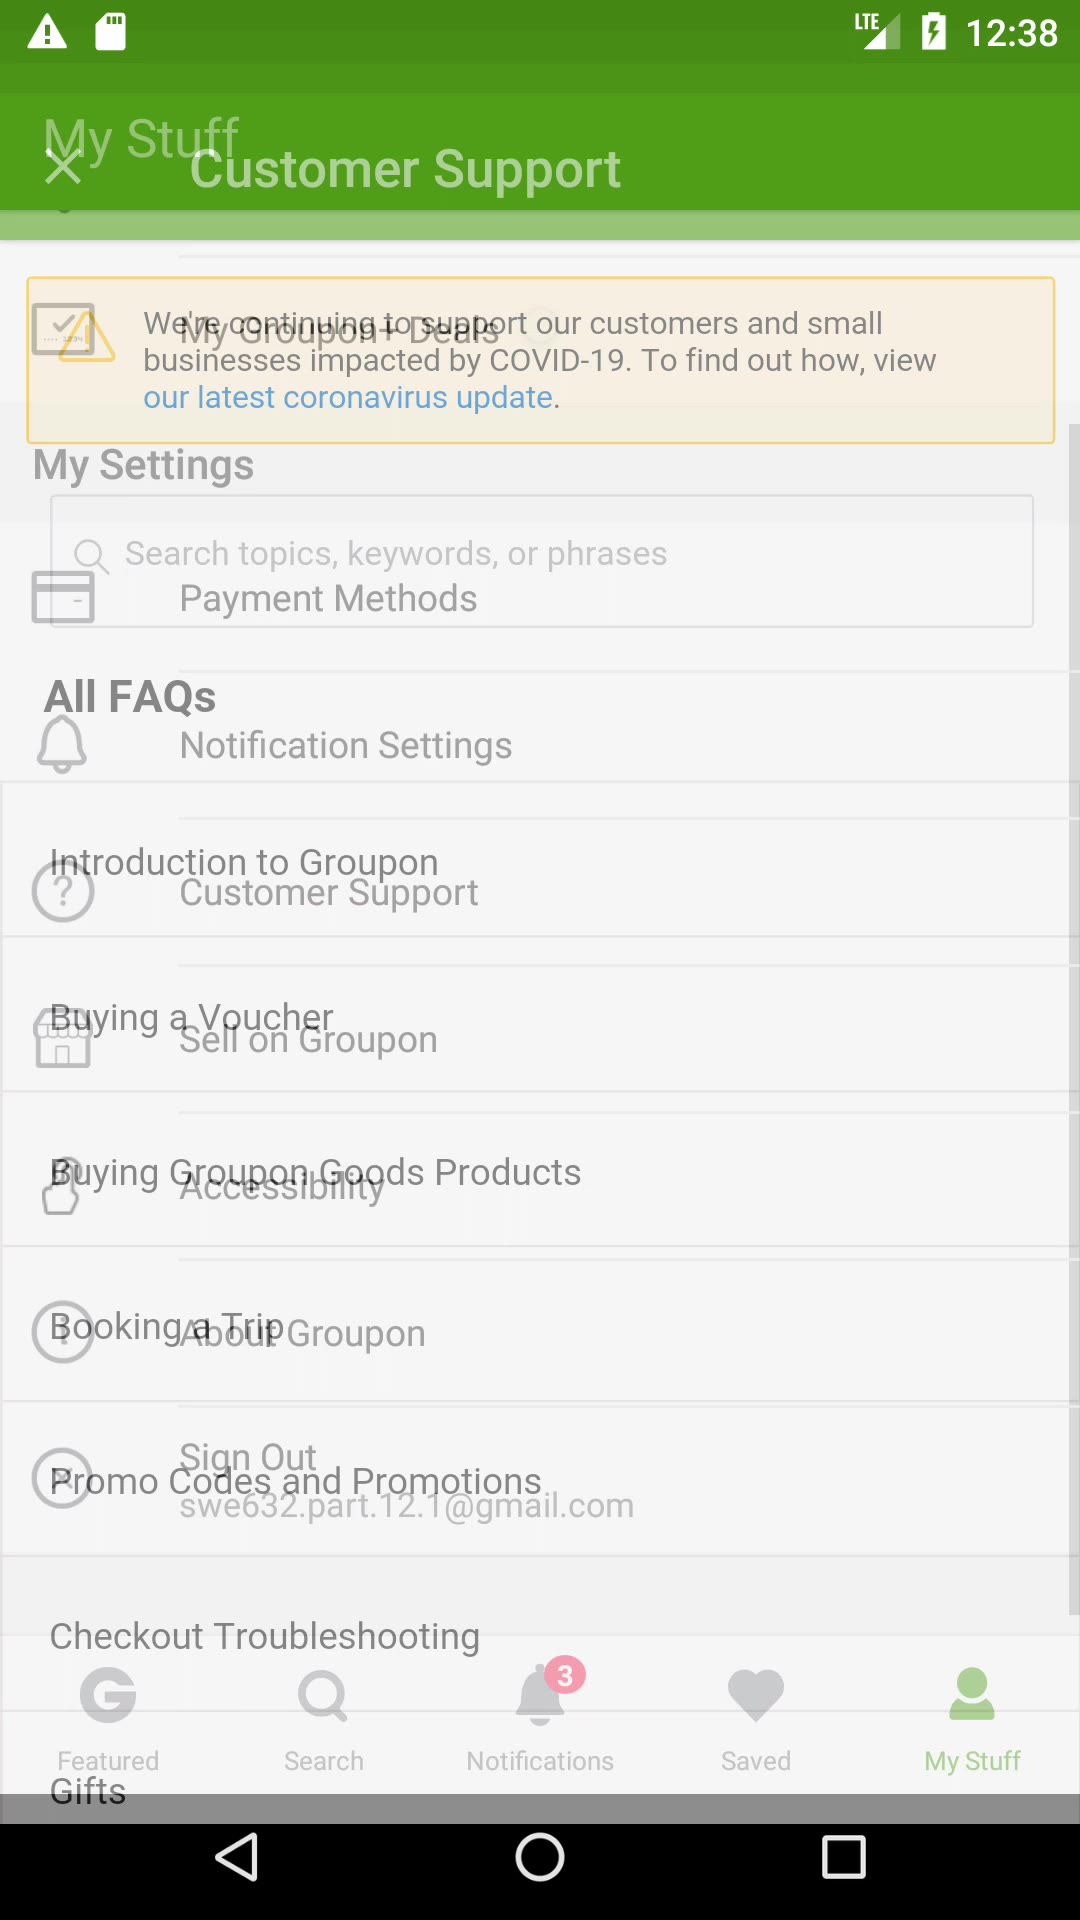 LTE 12:38
My Stuff
Customer Support
We're continuing to support our customers and small
businesses impacted by COVID-19. To find out how, view
our latest coronavirus update.
My Groupon+ Deals
My Settings
Search topics, keywords, or phrases
Payment Methods
All FAQs
Notification Settings
Introduction to Groupon
Customer Support
Buying a Voucher
Sell on Groupon
Buying Groupon Goods Products
Accessibility
Booking a Trip
About Groupon
Sign Out
Promo Codes and Promotions
swe632.part.12.1@gmail.com
Checkout Troubleshooting
3
Featured
Search
Notifications
Saved
My Stuff
Gifts